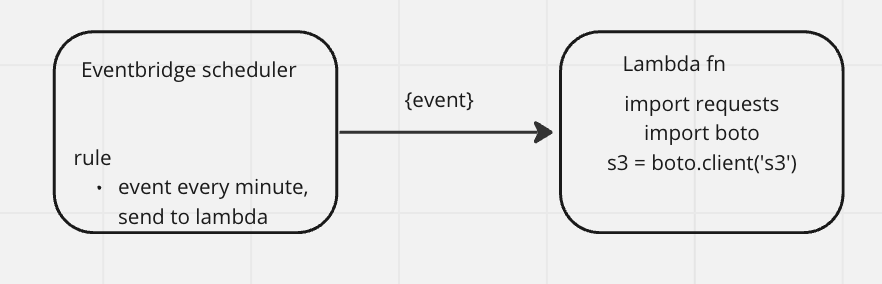 Eventbridge scheduler
rule
• event every minute,
send to lambda
{event}
Lambda fn
import requests
import boto
s3 = boto.client('s3')